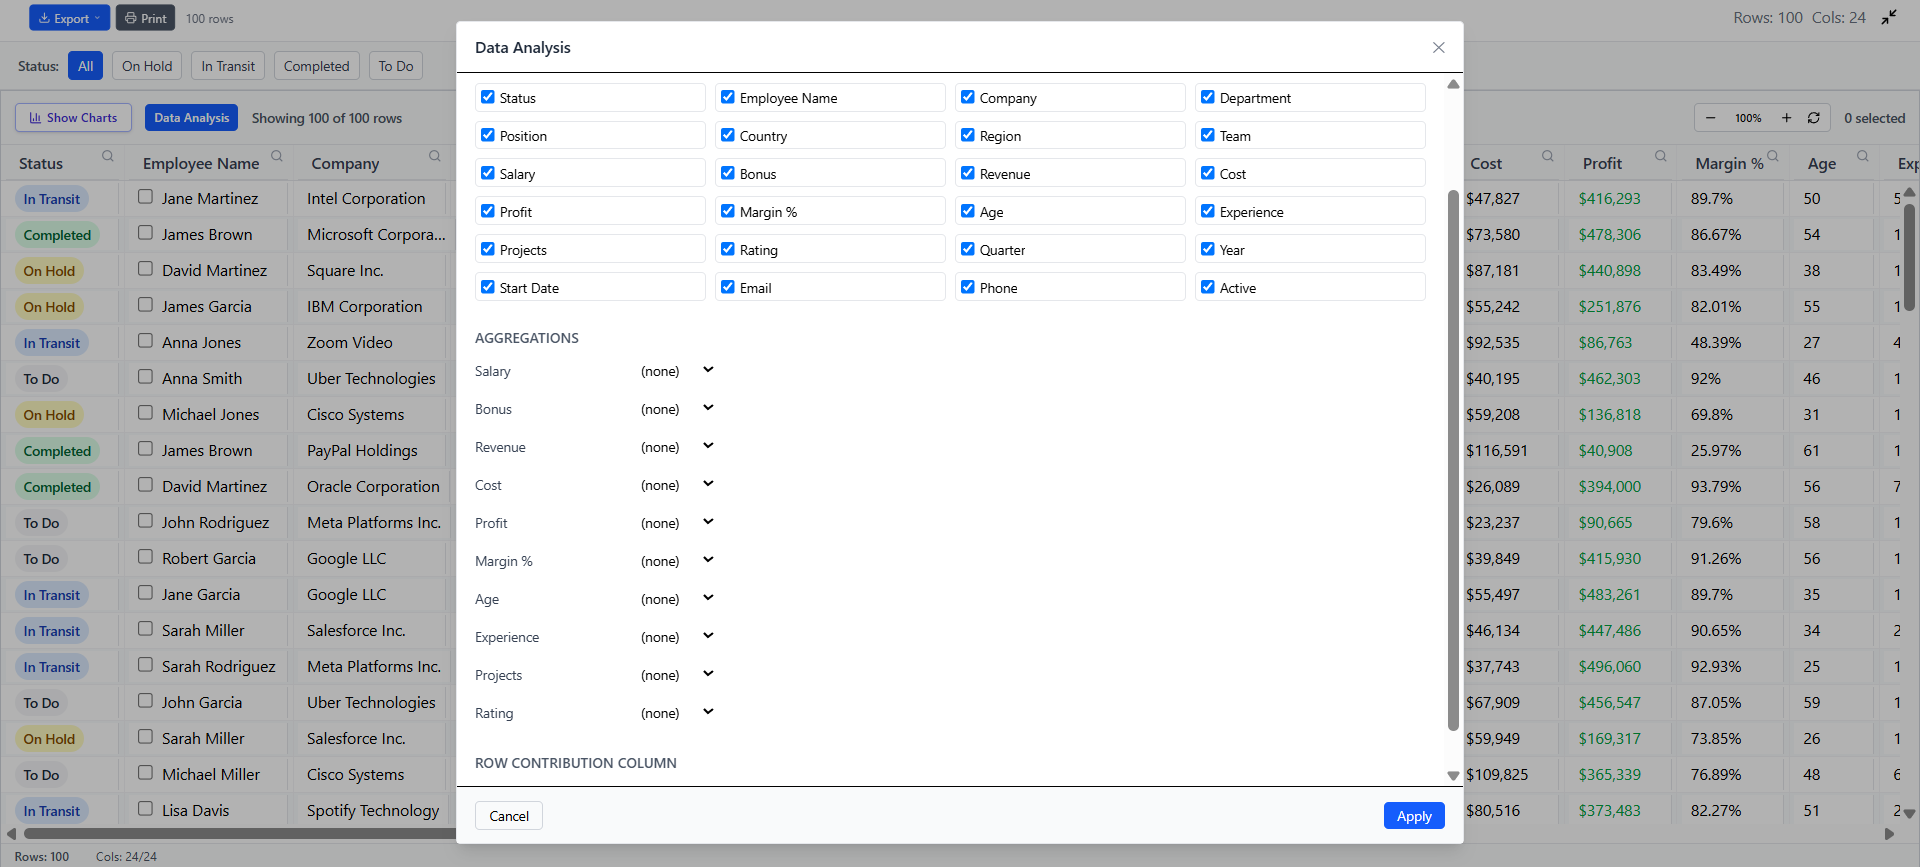 Export
Print
100 rows
Rows: 100 Cols: 24
Status: All On Hold In Transit Completed To Do
Show Charts
Data Analysis
Showing 100 of 100 rows
100%
0 selected
Data Analysis
Status Employee Name Company Department
Position Country Region Team
Salary Bonus Revenue Cost
Profit Margin % Age Experience
Projects Rating Quarter Year
Start Date Email Phone Active
AGGREGATIONS
Salary (none)
Bonus (none)
Revenue (none)
Cost (none)
Profit (none)
Margin % (none)
Age (none)
Experience (none)
Projects (none)
Rating (none)
ROW CONTRIBUTION COLUMN
Cancel
Apply
Status Employee Name Company Cost Profit Margin % Age Exp
In Transit Jane Martinez Intel Corporation $47,827 $416,293 89.7% 50 5
Completed James Brown Microsoft Corpora... $73,580 $478,306 86.67% 54 1
On Hold David Martinez Square Inc. $87,181 $440,898 83.49% 38 1
On Hold James Garcia IBM Corporation $55,242 $251,876 82.01% 55 1
In Transit Anna Jones Zoom Video $92,535 $86,763 48.39% 27 4
To Do Anna Smith Uber Technologies $40,195 $462,303 92% 46 1
On Hold Michael Jones Cisco Systems $59,208 $136,818 69.8% 31 1
Completed James Brown PayPal Holdings $116,591 $40,908 25.97% 61 1
Completed David Martinez Oracle Corporation $26,089 $394,000 93.79% 56 7
To Do John Rodriguez Meta Platforms Inc. $23,237 $90,665 79.6% 58 1
To Do Robert Garcia Google LLC $39,849 $415,930 91.26% 56 1
In Transit Jane Garcia Google LLC $55,497 $483,261 89.7% 35 1
In Transit Sarah Miller Salesforce Inc. $46,134 $447,486 90.65% 34 2
In Transit Sarah Rodriguez Meta Platforms Inc. $37,743 $496,060 92.93% 25 1
To Do John Garcia Uber Technologies $67,909 $456,547 87.05% 59 1
On Hold Sarah Miller Salesforce Inc. $59,949 $169,317 73.85% 26 1
To Do Michael Miller Cisco Systems $109,825 $365,339 76.89% 48 6
In Transit Lisa Davis Spotify Technology $80,516 $373,483 82.27% 51 2
Rows: 100 Cols: 24/24